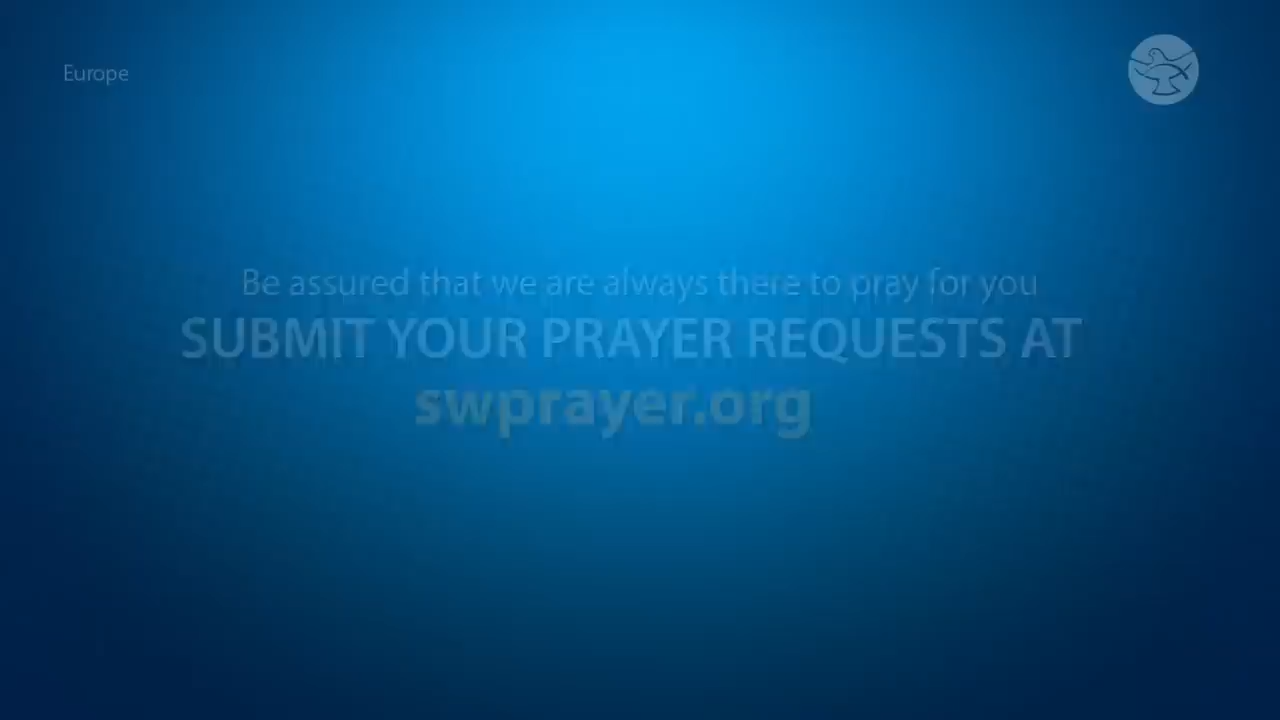 Europe
Be assured that we are always there to pray for you
SUBMIT YOUR PRAYER REQUESTS AT
swprayer.org